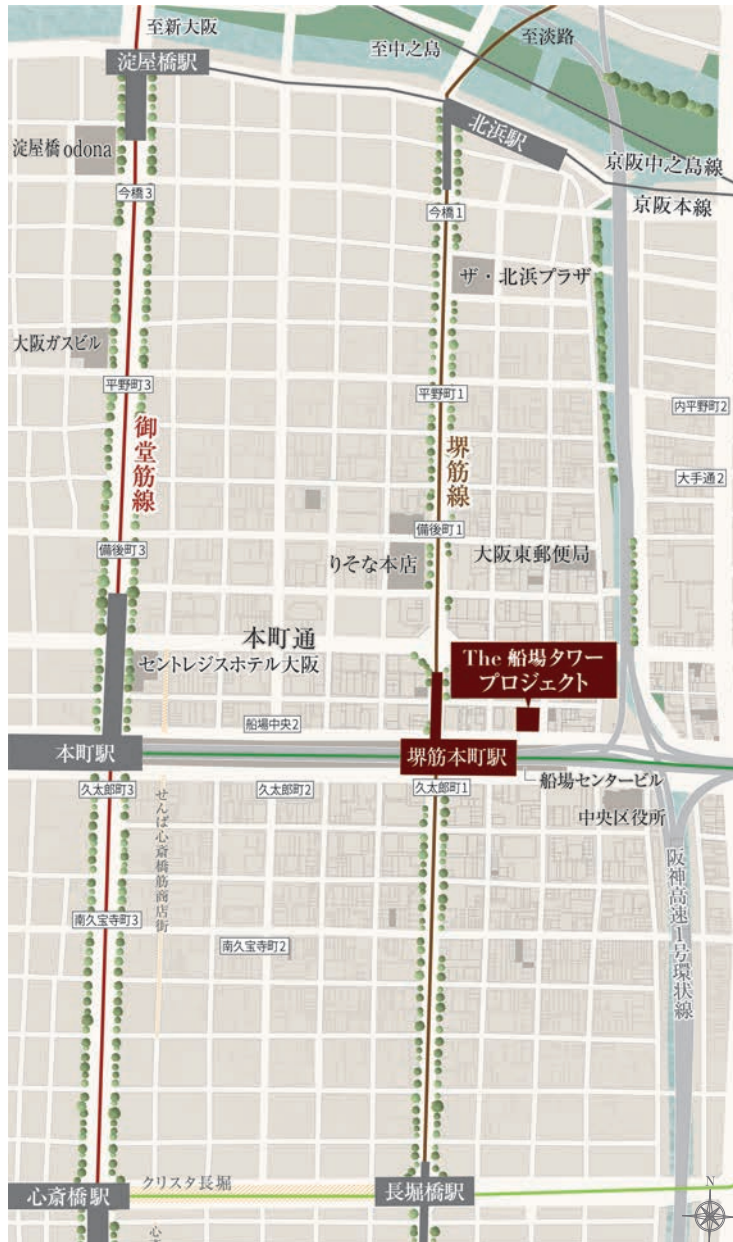 至新大阪
至中之島
至淡路
淀屋橋駅
北浜駅
淀屋橋odona
京阪中之島線
京阪本線
今橋3
今橋1
ザ・北浜プラザ
大阪ガスビル
平野町3
平野町1
内平野町2
御堂筋線
堺筋線
大手通2
備後町3
備後町1
りそな本店
大阪東郵便局
本町通
セントレジスホテル大阪
The 船場タワー
プロジェクト
船場中央2
本町駅
堺筋本町駅
船場センタービル
久太郎町3
久太郎町2
久太郎町1
中央区役所
せんば心斎橋筋商店街
阪神高速1号環状線
南久宝寺町3
南久宝寺町2
クリスタ長堀
心斎橋駅
長堀橋駅
N
心